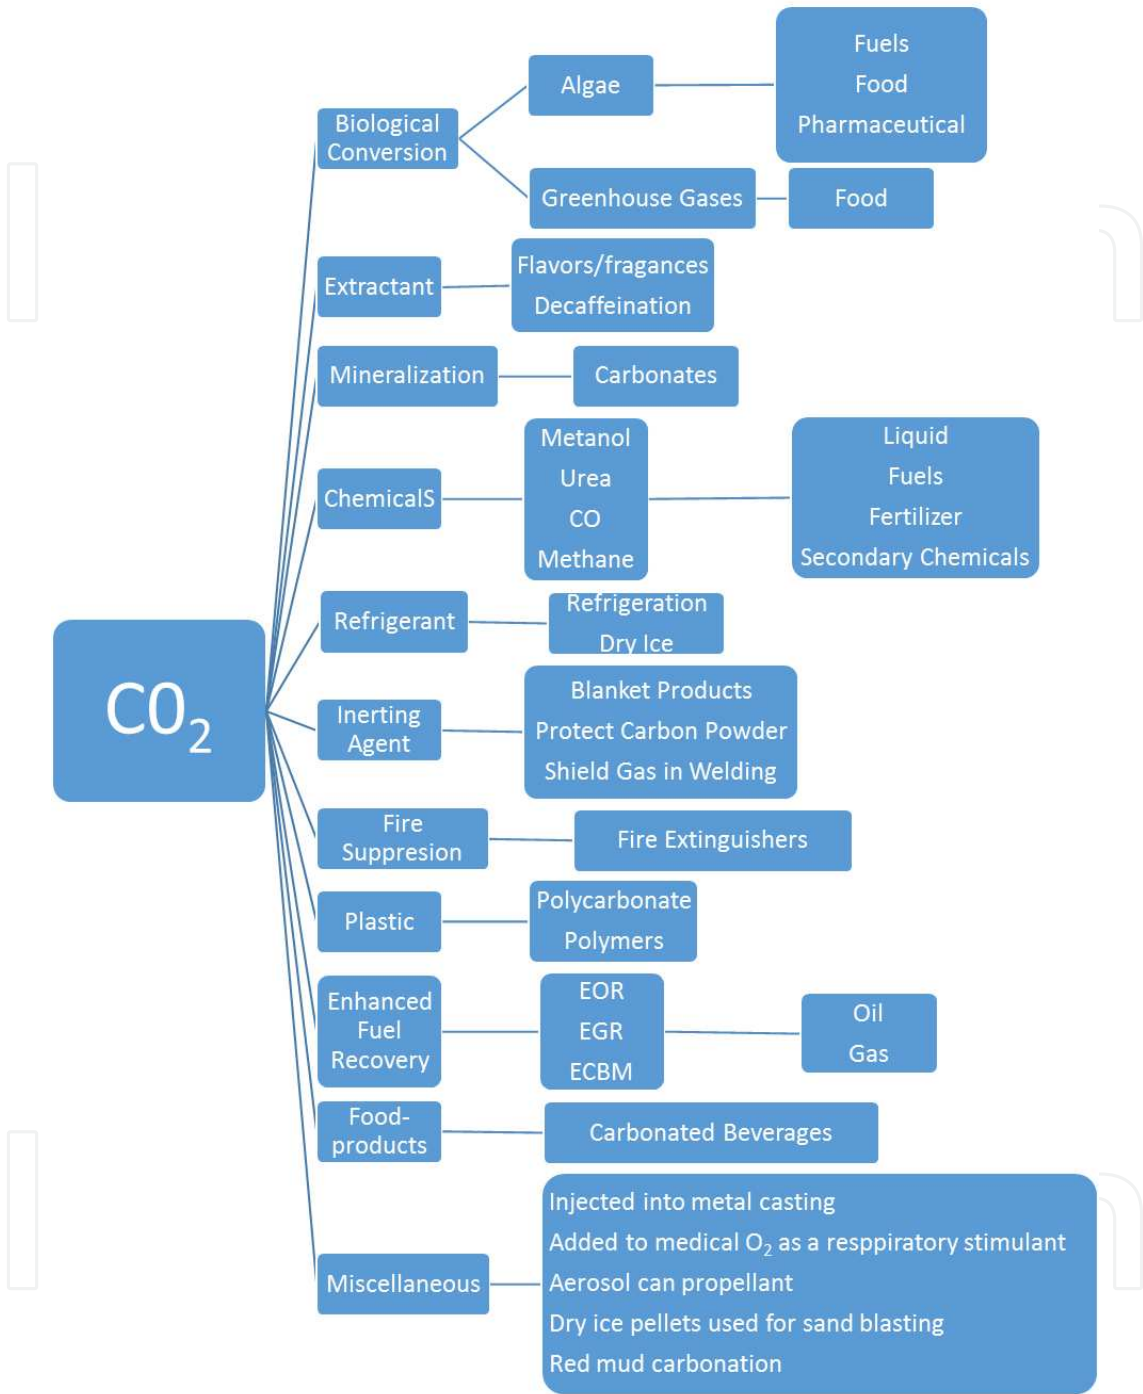 Fuels
Food
Pharmaceutical
Algae
Biological
Conversion
Greenhouse Gases
Food
Extractant
Flavors/fragances
Decaffeination
Mineralization
Carbonates
ChemicalS
Metanol
Urea
CO
Methane
Liquid
Fuels
Fertilizer
Secondary Chemicals
Refrigerant
Refrigeration
Dry Ice
C0₂
Inerting
Agent
Blanket Products
Protect Carbon Powder
Shield Gas in Welding
Fire
Suppresion
Fire Extinguishers
Plastic
Polycarbonate
Polymers
Enhanced
Fuel
Recovery
EOR
EGR
ECBM
Oil
Gas
Food-
products
Carbonated Beverages
Miscellaneous
Injected into metal casting
Added to medical O₂ as a resppiratory stimulant
Aerosol can propellant
Dry ice pellets used for sand blasting
Red mud carbonation